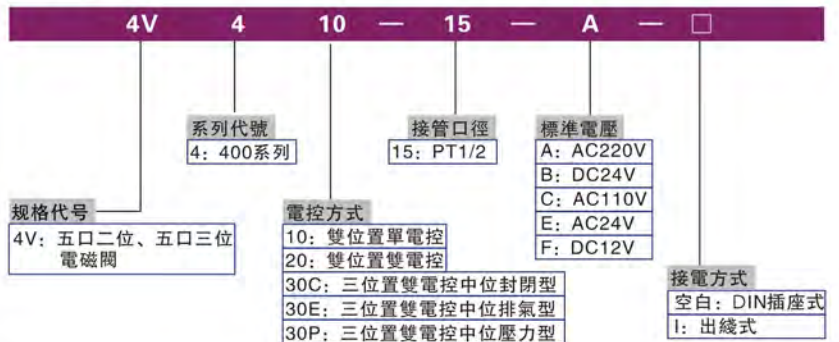 4V 4 10 — 15 — A — □
系列代號
4：400系列
接管口徑
15：PT1/2
標準電壓
A：AC220V
B：DC24V
C：AC110V
E：AC24V
F：DC12V
规格代号
4V：五口二位、五口三位
電磁閥
電控方式
10：雙位置單電控
20：雙位置雙電控
30C：三位置雙電控中位封閉型
30E：三位置雙電控中位排氣型
30P：三位置雙電控中位壓力型
接電方式
空白：DIN插座式
I：出綫式